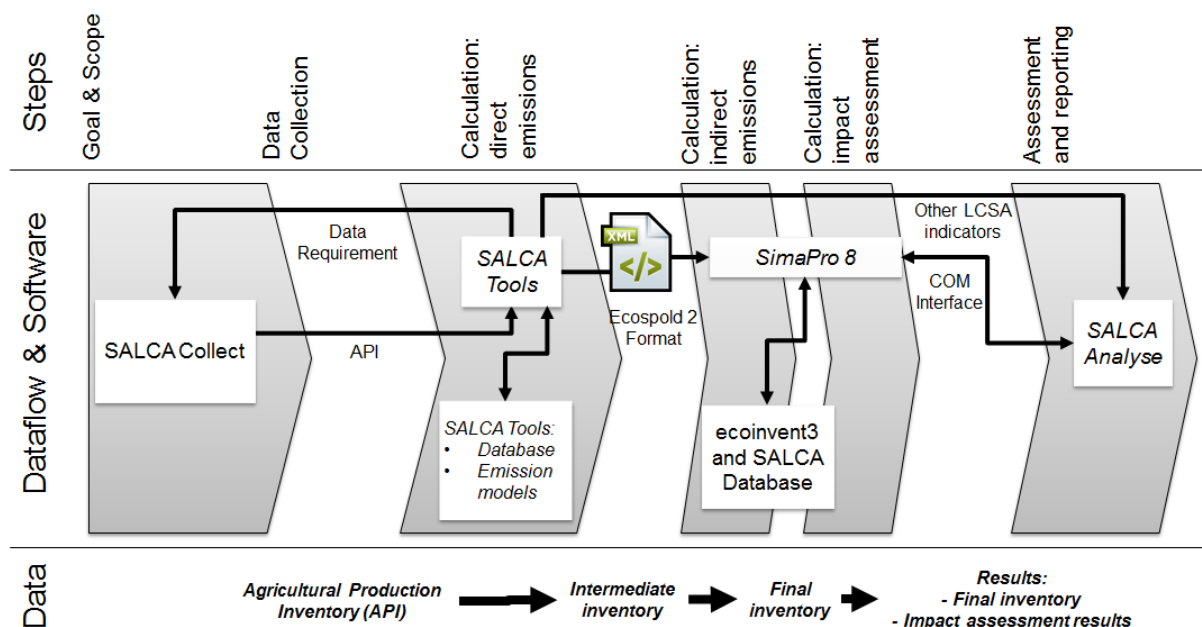 Steps
Goal & Scope
Data
Collection
Calculation:
direct
emissions
Calculation:
indirect
emissions
Calculation:
impact
assessment
Assessment
and reporting
Dataflow & Software
SALCA Collect
Data
Requirement
API
SALCA
Tools
SALCA Tools:
• Database
• Emission
models
XML
</>
Ecospold 2
Format
SimaPro 8
ecoinvent3
and SALCA
Database
Other LCSA
indicators
COM
Interface
SALCA
Analyse
Data
Agricultural Production
Inventory (API)
Intermediate
inventory
Final
inventory
Results:
- Final inventory
- Impact assessment results